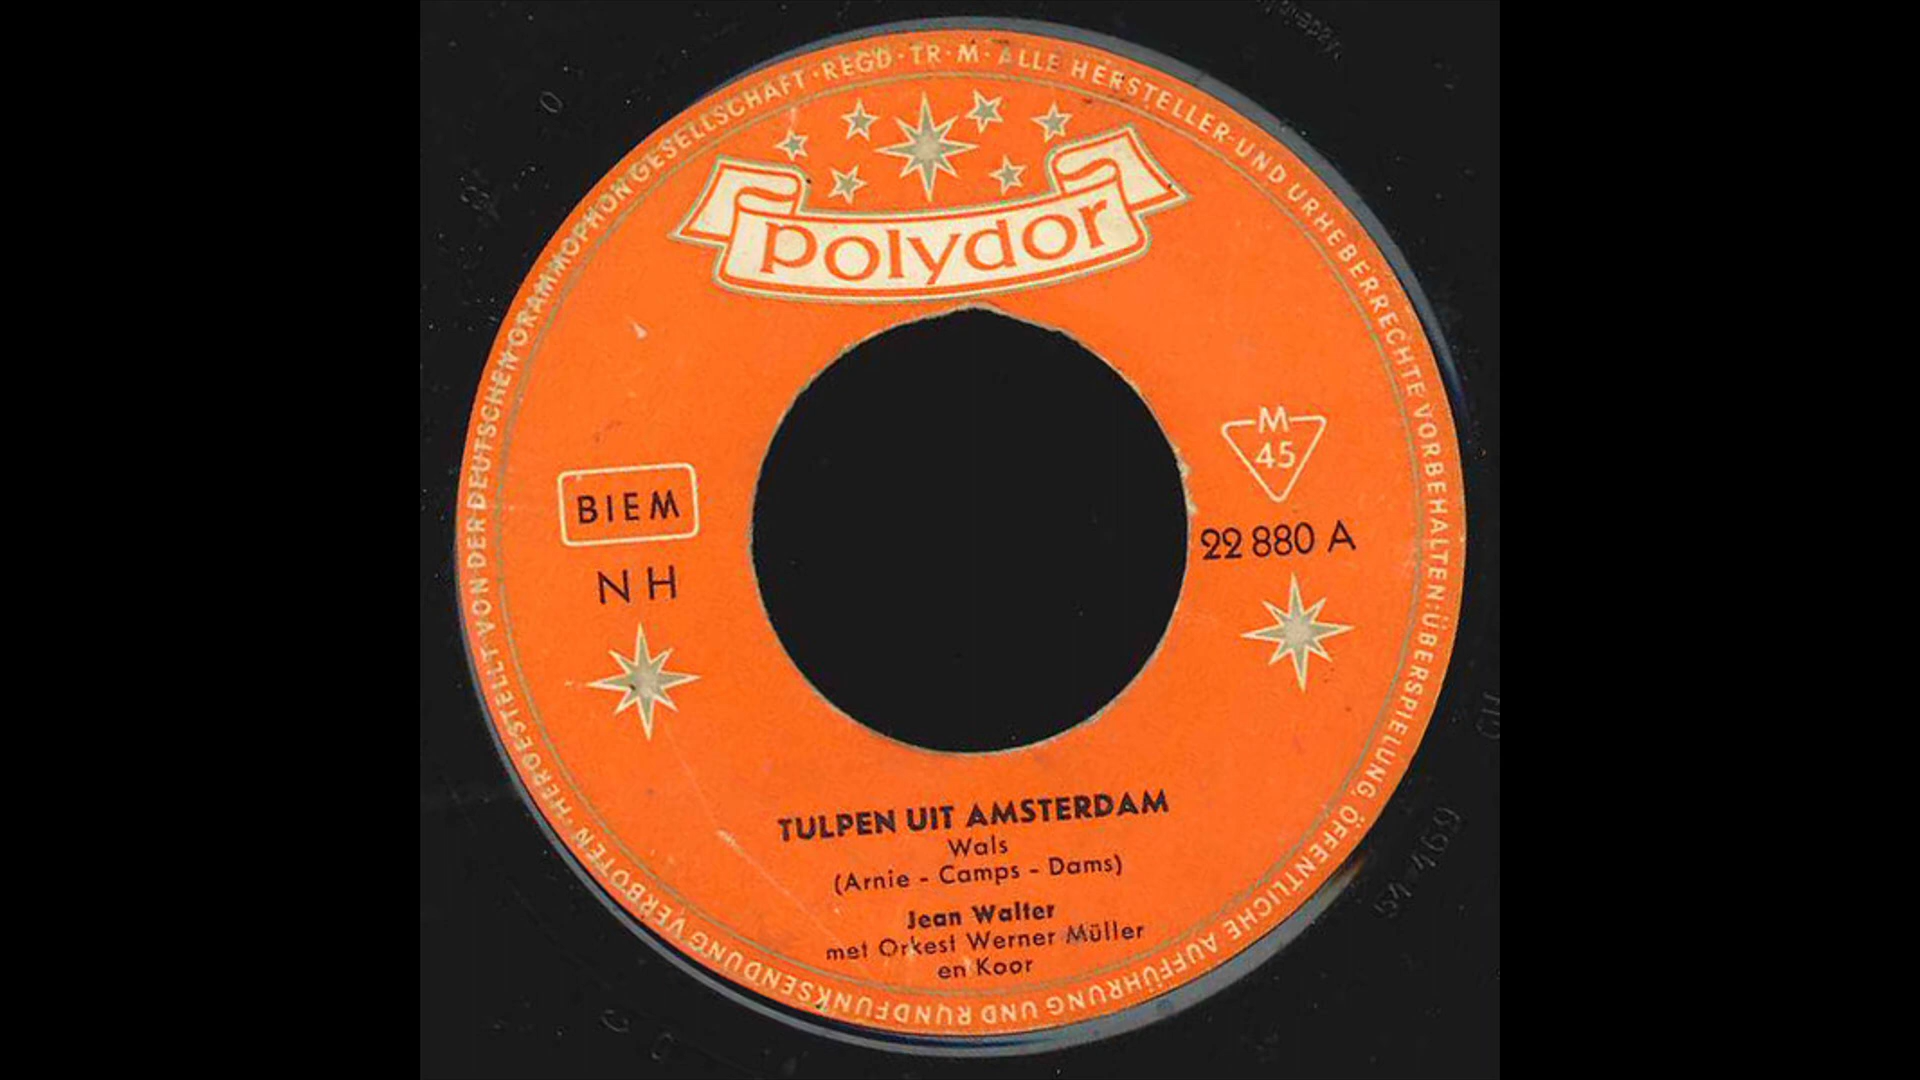 HERGESTELLT VON DER DEUTSCHEN GRAMMOPHON GESELLSCHAFT · REGD · TR · M · ALLE HERSTELLER- UND URHEBERRECHTE VORBEHALTEN: ÜBERSPIELUNG, ÖFFENTLICHE AUFFÜHRUNG UND RUNDFUNKSENDUNG VERBOTEN ·
polydor
M
45
BIEM
22 880 A
NH
TULPEN UIT AMSTERDAM
Wals
(Arnie - Camps - Dams)
Jean Walter
met Orkest Werner Müller
en Koor